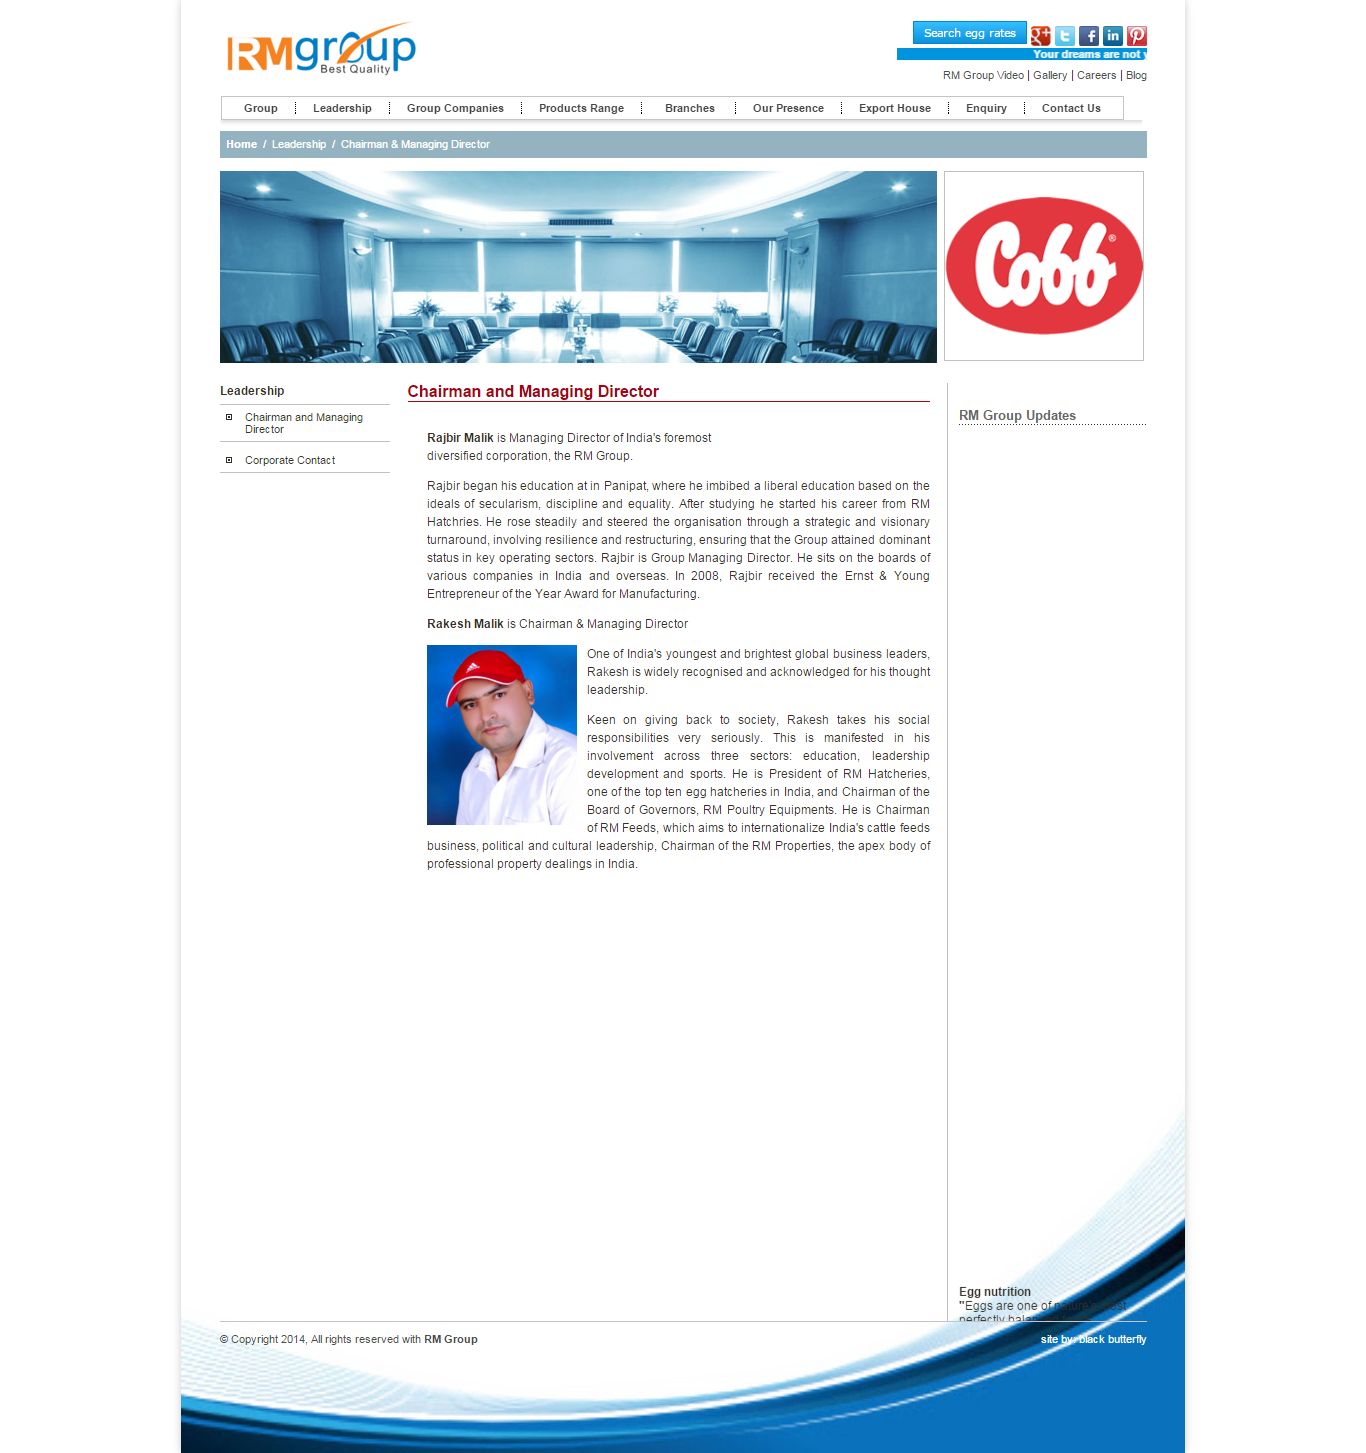 RMgroup
Best Quality
Search egg rates
Your dreams are not
RM Group Video | Gallery | Careers | Blog
Group
Leadership
Group Companies
Products Range
Branches
Our Presence
Export House
Enquiry
Contact Us
Home / Leadership / Chairman & Managing Director
Cobb®
Leadership
Chairman and Managing
Director
Corporate Contact
Chairman and Managing Director
Rajbir Malik is Managing Director of India's foremost
diversified corporation, the RM Group.
Rajbir began his education at in Panipat, where he imbibed a liberal education based on the
ideals of secularism, discipline and equality. After studying he started his career from RM
Hatchries. He rose steadily and steered the organisation through a strategic and visionary
turnaround, involving resilience and restructuring, ensuring that the Group attained dominant
status in key operating sectors. Rajbir is Group Managing Director. He sits on the boards of
various companies in India and overseas. In 2008, Rajbir received the Ernst & Young
Entrepreneur of the Year Award for Manufacturing.
Rakesh Malik is Chairman & Managing Director
One of India's youngest and brightest global business leaders,
Rakesh is widely recognised and acknowledged for his thought
leadership.
Keen on giving back to society, Rakesh takes his social
responsibilities very seriously. This is manifested in his
involvement across three sectors: education, leadership
development and sports. He is President of RM Hatcheries,
one of the top ten egg hatcheries in India, and Chairman of the
Board of Governors, RM Poultry Equipments. He is Chairman
of RM Feeds, which aims to internationalize India's cattle feeds
business, political and cultural leadership, Chairman of the RM Properties, the apex body of
professional property dealings in India.
RM Group Updates
Egg nutrition
"Eggs are one of nature's most
perfectly
© Copyright 2014, All rights reserved with RM Group
site by: black butterfly